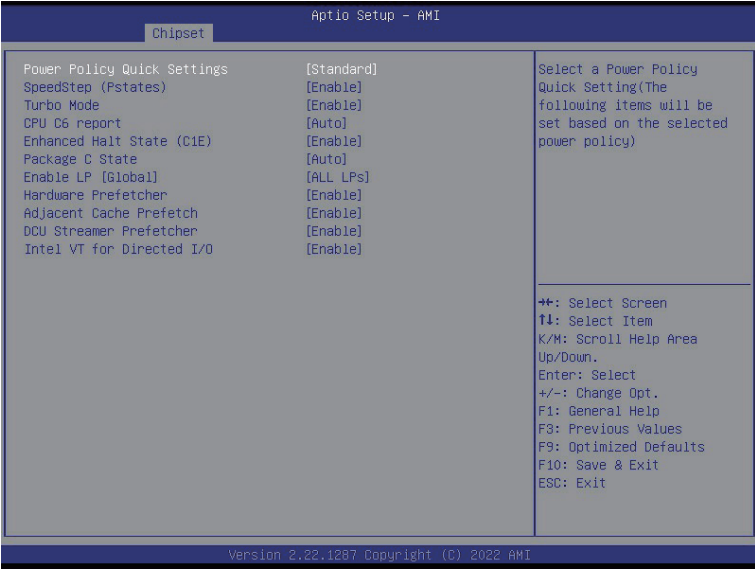 Aptio Setup – AMI
Chipset
Power Policy Quick Settings [Standard]
SpeedStep (Pstates) [Enable]
Turbo Mode [Enable]
CPU C6 report [Auto]
Enhanced Halt State (C1E) [Enable]
Package C State [Auto]
Enable LP [Global] [ALL LPs]
Hardware Prefetcher [Enable]
Adjacent Cache Prefetch [Enable]
DCU Streamer Prefetcher [Enable]
Intel VT for Directed I/O [Enable]
Select a Power Policy
Quick Setting(The
following items will be
set based on the selected
power policy)
→←: Select Screen
↑↓: Select Item
K/M: Scroll Help Area
Up/Down.
Enter: Select
+/-: Change Opt.
F1: General Help
F3: Previous Values
F9: Optimized Defaults
F10: Save & Exit
ESC: Exit
Version 2.22.1287 Copyright (C) 2022 AMI